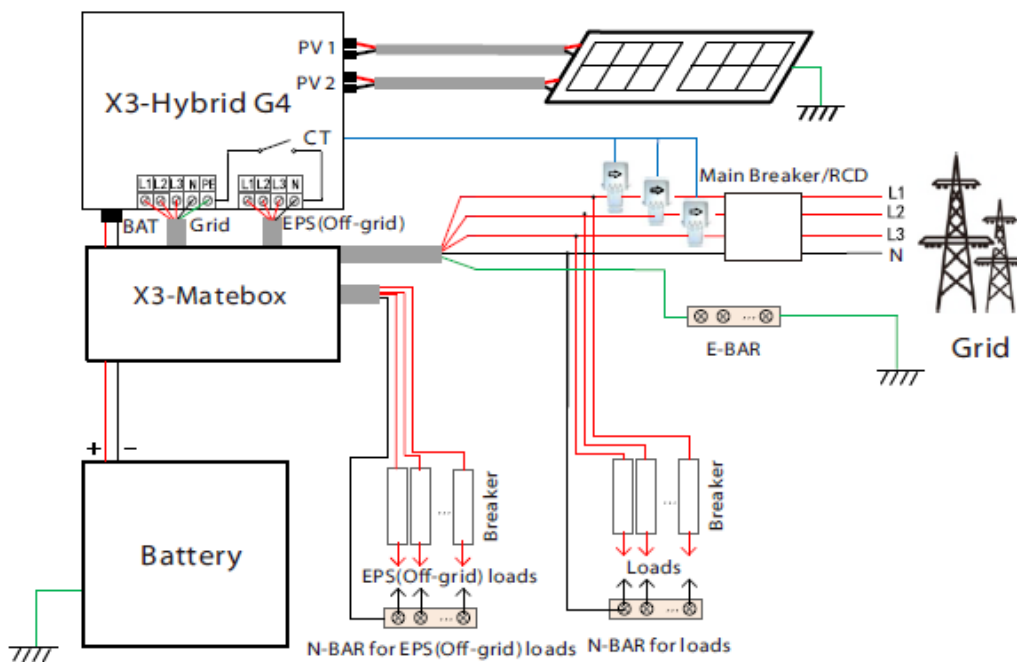 PV 1
PV 2
X3-Hybrid G4
CT
L1 L2 L3 N PE
L1 L2 L3 N
BAT
Grid
EPS(Off-grid)
Main Breaker/RCD
L1
L2
L3
N
X3-Matebox
E-BAR
Grid
+ −
Battery
...
Breaker
EPS(Off-grid) loads
...
N-BAR for EPS(Off-grid) loads
...
Breaker
Loads
...
N-BAR for loads
...